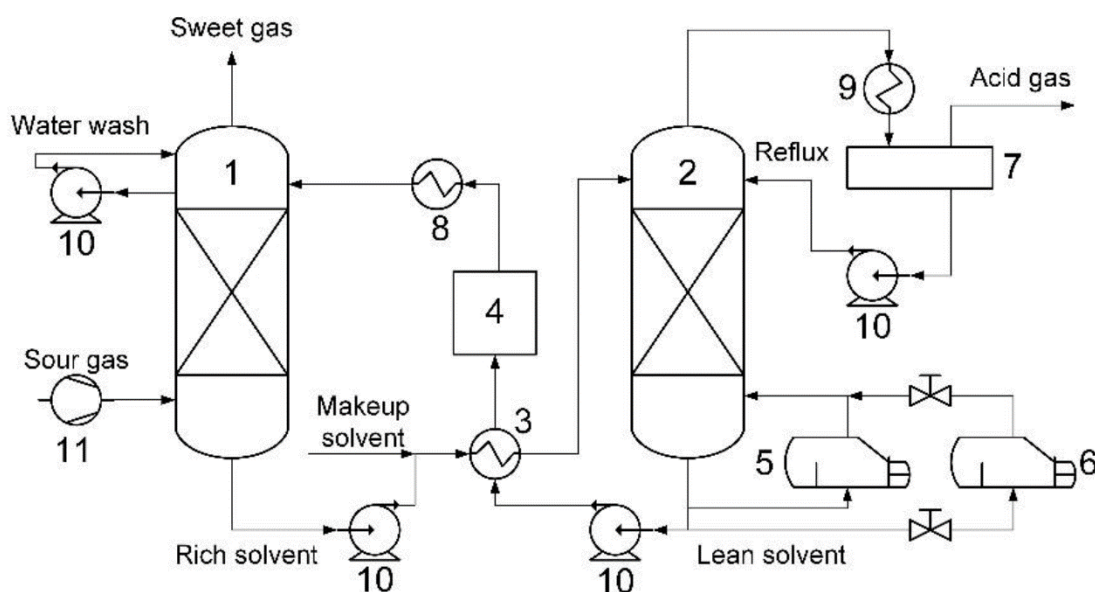 Sweet gas
Acid gas
9
Water wash
1
Reflux
2
7
8
10
10
4
Sour gas
Makeup
solvent
3
11
5
6
Rich solvent
10
10
Lean solvent